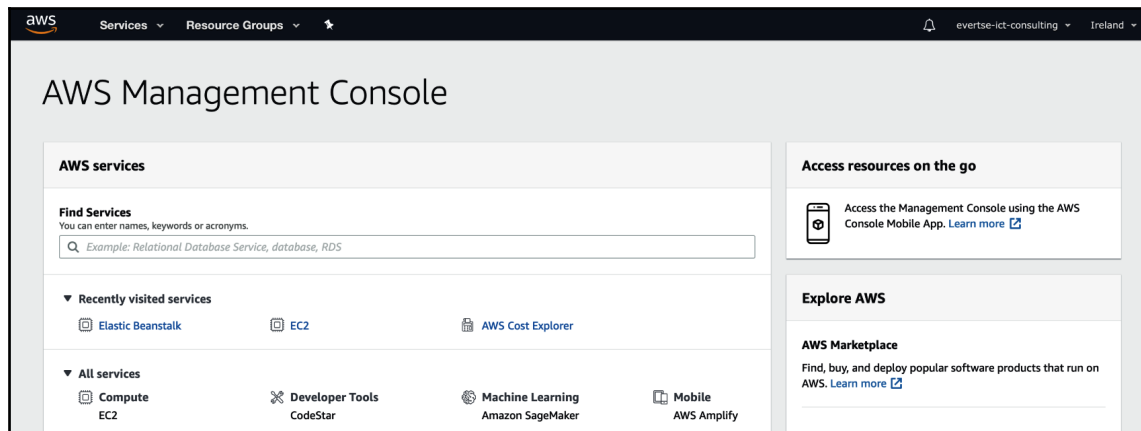 aws Services Resource Groups evertse-ict-consulting Ireland
AWS Management Console
AWS services
Find Services
You can enter names, keywords or acronyms.
Example: Relational Database Service, database, RDS
Recently visited services
Elastic Beanstalk EC2 AWS Cost Explorer
All services
Compute Developer Tools Machine Learning Mobile
EC2 CodeStar Amazon SageMaker AWS Amplify
Access resources on the go
Access the Management Console using the AWS
Console Mobile App. Learn more
Explore AWS
AWS Marketplace
Find, buy, and deploy popular software products that run on
AWS. Learn more